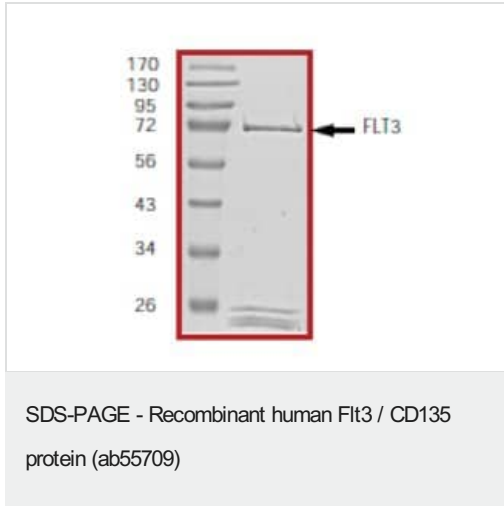 170
130
95
72
FLT3
56
43
34
26
SDS-PAGE - Recombinant human Flt3 / CD135
protein (ab55709)